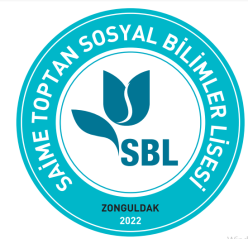 SAİME TOPTAN SOSYAL BİLİMLER LİSESİ
SBL
ZONGULDAK
2022